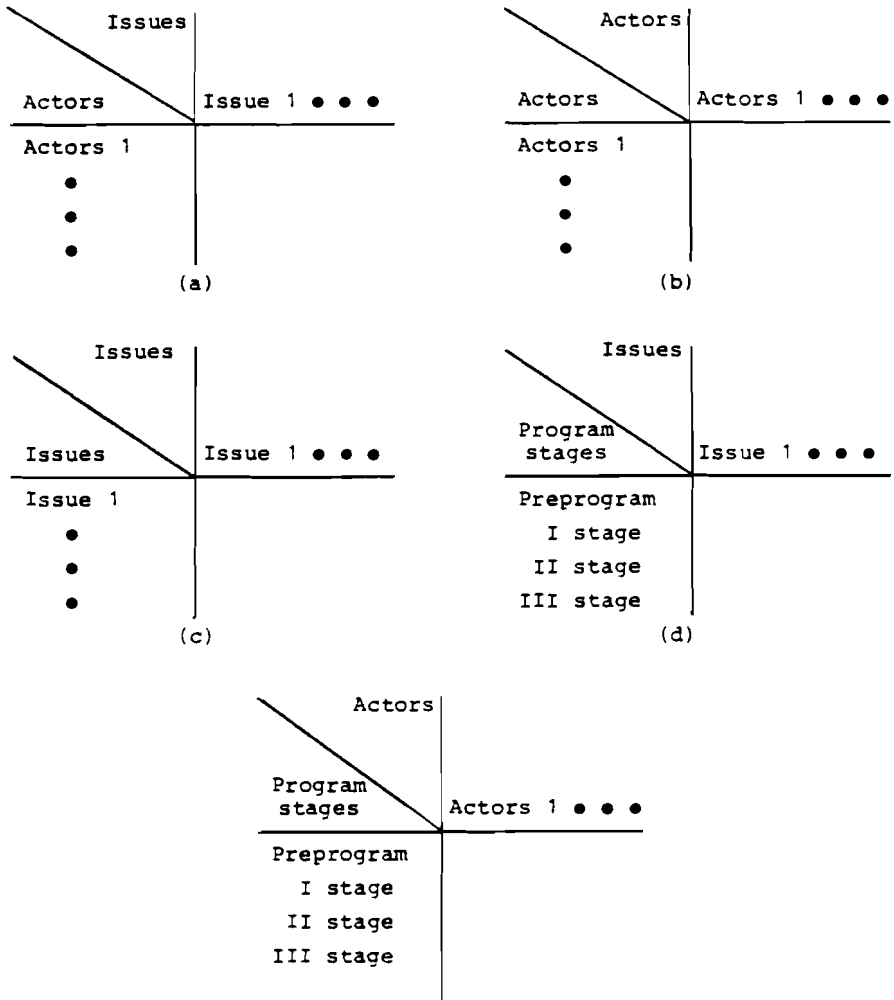 Issues
Actors
Issue 1 ● ● ●
Actors 1
●
●
●
(a)
Actors
Actors
Actors 1 ● ● ●
Actors 1
●
●
●
(b)
Issues
Issues
Issue 1 ● ● ●
Issue 1
●
●
●
(c)
Issues
Program
stages
Issue 1 ● ● ●
Preprogram
I stage
II stage
III stage
(d)
Actors
Program
stages
Actors 1 ● ● ●
Preprogram
I stage
II stage
III stage